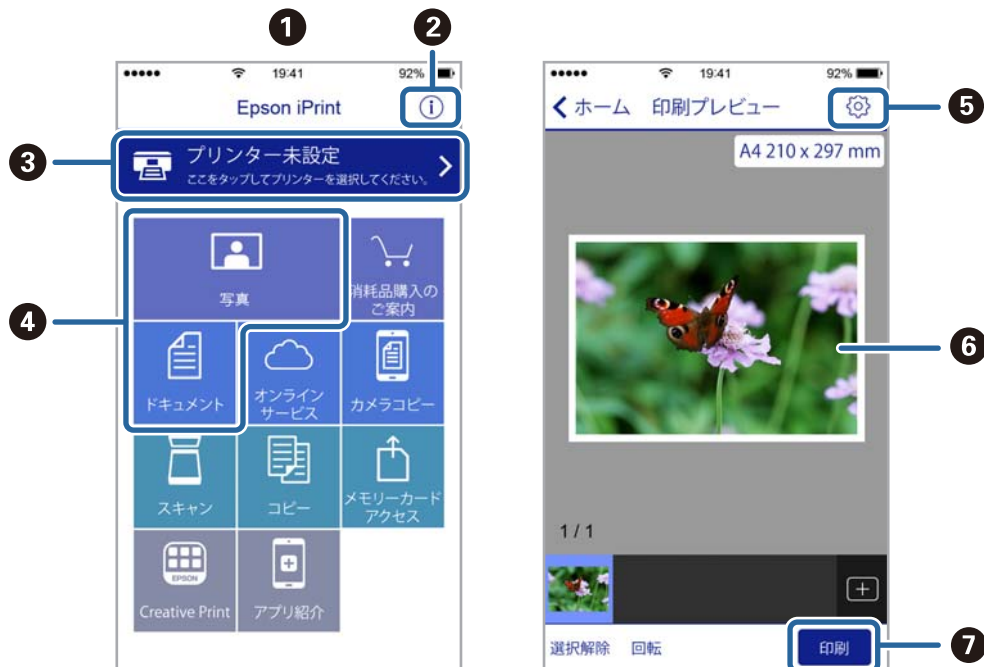 1
2
19:41
92%
Epson iPrint
3
プリンター未設定
ここをタップしてプリンターを選択してください。
4
写真
消耗品購入の
ご案内
ドキュメント
オンライン
サービス
カメラコピー
スキャン
コピー
メモリーカード
アクセス
EPSON
Creative Print
アプリ紹介
19:41
92%
ホーム
印刷プレビュー
5
A4 210 x 297 mm
6
1 / 1
選択解除
回転
印刷
7